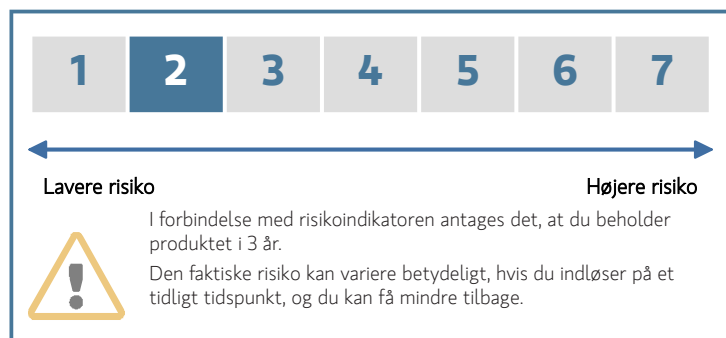 1 2 3 4 5 6 7
Lavere risiko Højere risiko
I forbindelse med risikoindikatoren antages det, at du beholder
produktet i 3 år.
Den faktiske risiko kan variere betydeligt, hvis du indløser på et
tidligt tidspunkt, og du kan få mindre tilbage.